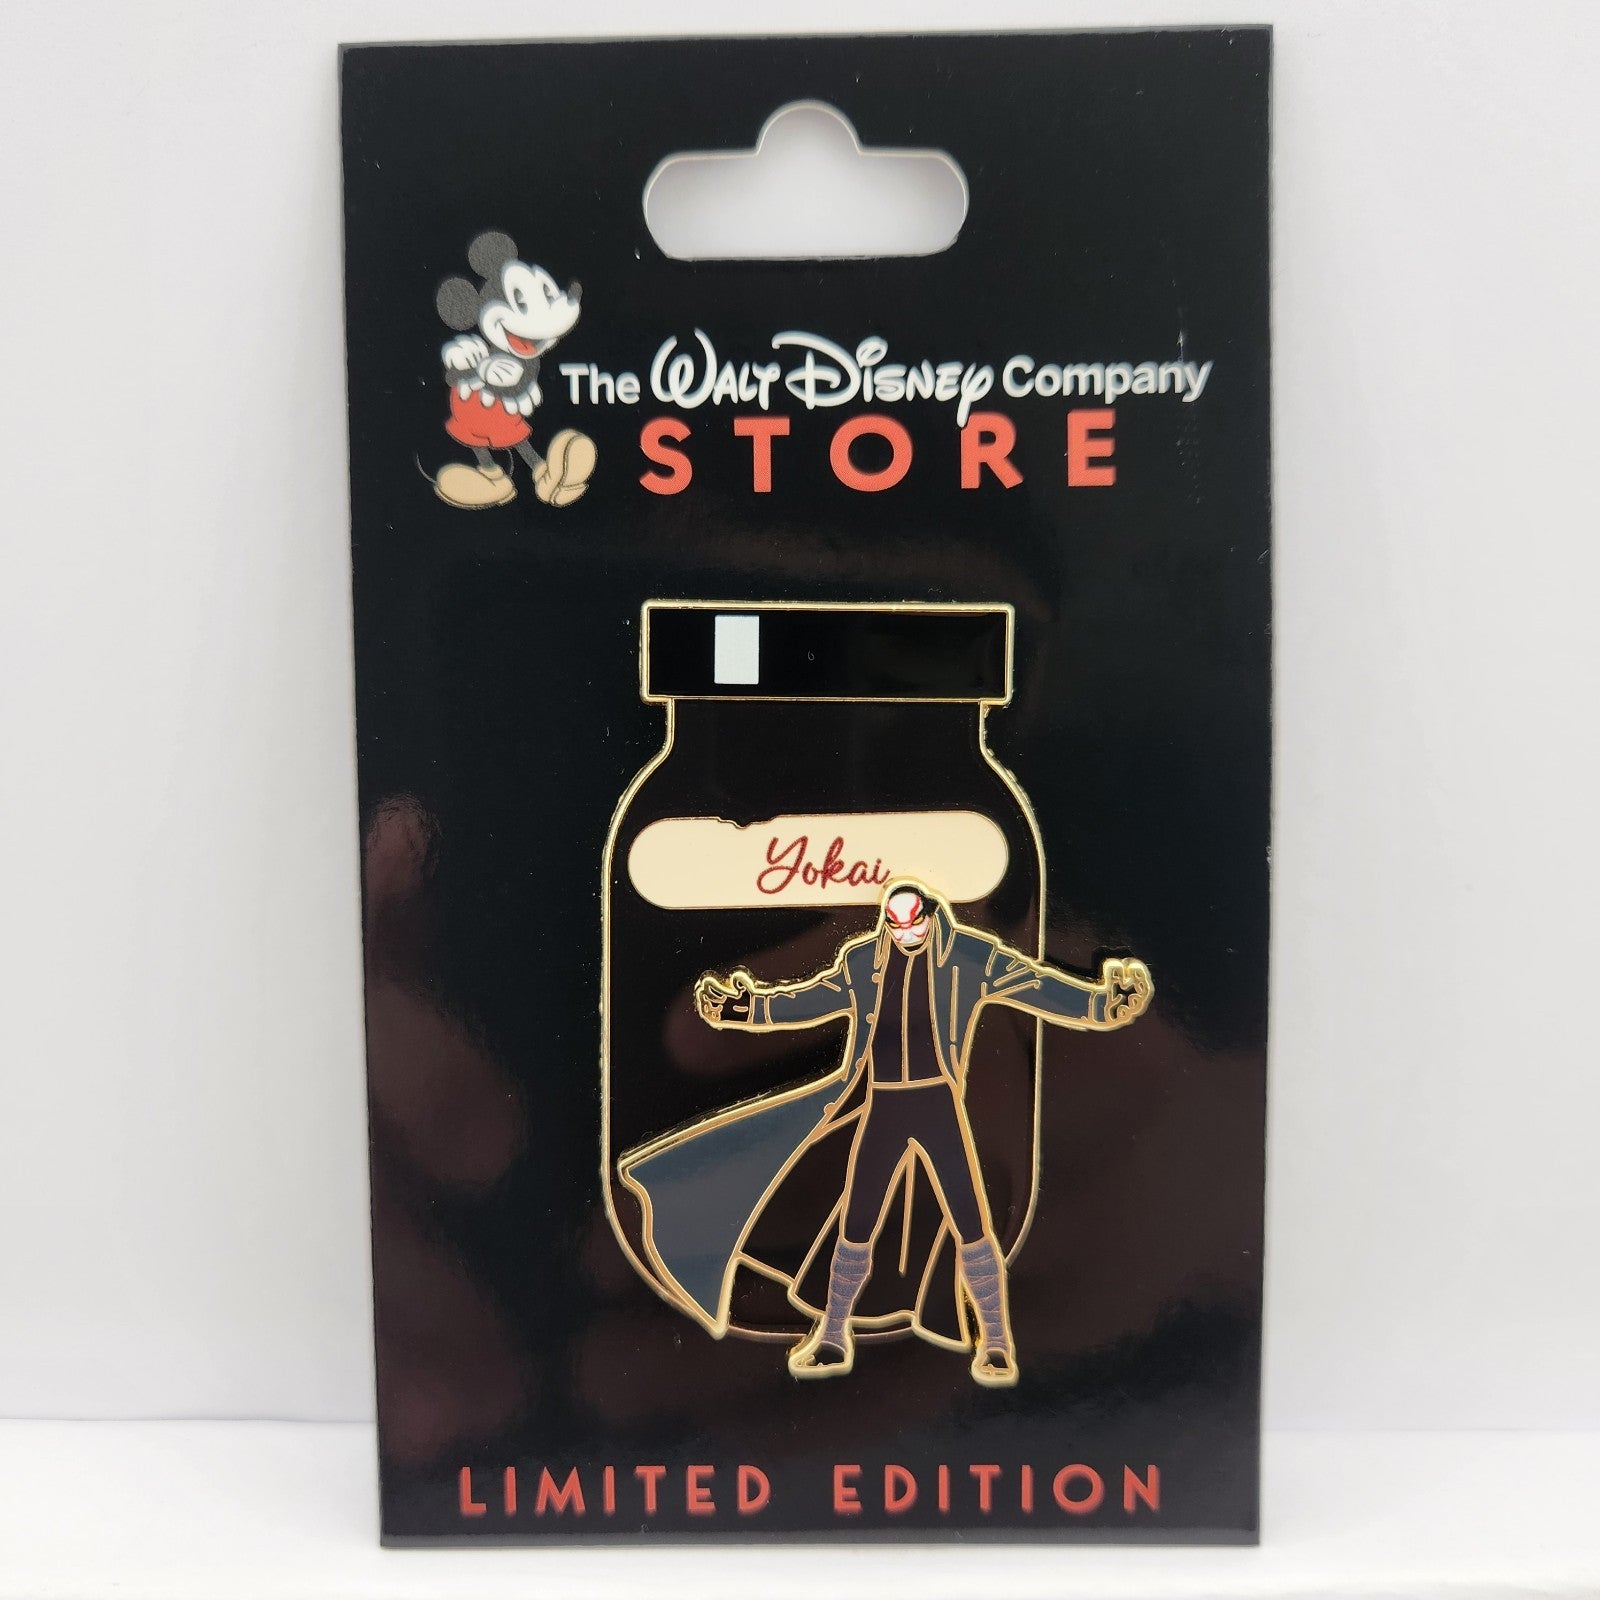 The Walt Disney Company
STORE
Yokai
LIMITED EDITION